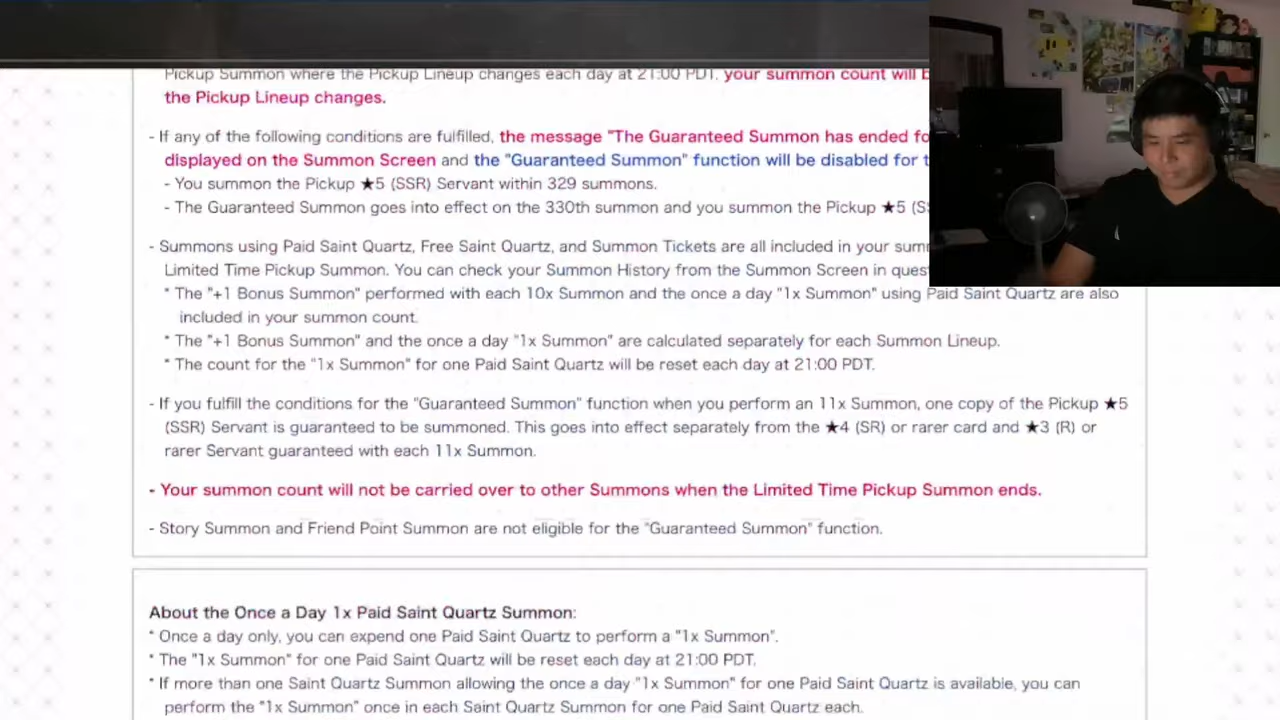 Pickup Summon where the Pickup Lineup changes each day at 21:00 PDT, your summon count will
the Pickup Lineup changes.
- If any of the following conditions are fulfilled, the message "The Guaranteed Summon has ended
displayed on the Summon Screen and the "Guaranteed Summon" function will be disabled for
- You summon the Pickup ★5 (SSR) Servant within 329 summons.
- The Guaranteed Summon goes into effect on the 330th summon and you summon the Pickup ★5
- Summons using Paid Saint Quartz, Free Saint Quartz, and Summon Tickets are all included in your
Limited Time Pickup Summon. You can check your Summon History from the Summon Screen in
* The "+1 Bonus Summon" performed with each 10x Summon and the once a day "1x Summon" using Paid Saint Quartz are also
included in your summon count.
* The "+1 Bonus Summon" and the once a day "1x Summon" are calculated separately for each Summon Lineup.
* The count for the "1x Summon" for one Paid Saint Quartz will be reset each day at 21:00 PDT.
- If you fulfill the conditions for the "Guaranteed Summon" function when you perform an 11x Summon, one copy of the Pickup ★5
(SSR) Servant is guaranteed to be summoned. This goes into effect separately from the ★4 (SR) or rarer card and ★3 (R) or
rarer Servant guaranteed with each 11x Summon.
- Your summon count will not be carried over to other Summons when the Limited Time Pickup Summon ends.
- Story Summon and Friend Point Summon are not eligible for the "Guaranteed Summon" function.
About the Once a Day 1x Paid Saint Quartz Summon:
* Once a day only, you can expend one Paid Saint Quartz to perform a "1x Summon".
* The "1x Summon" for one Paid Saint Quartz will be reset each day at 21:00 PDT.
* If more than one Saint Quartz Summon allowing the once a day "1x Summon" for one Paid Saint Quartz is available, you can
perform the "1x Summon" once in each Saint Quartz Summon for one Paid Saint Quartz each.